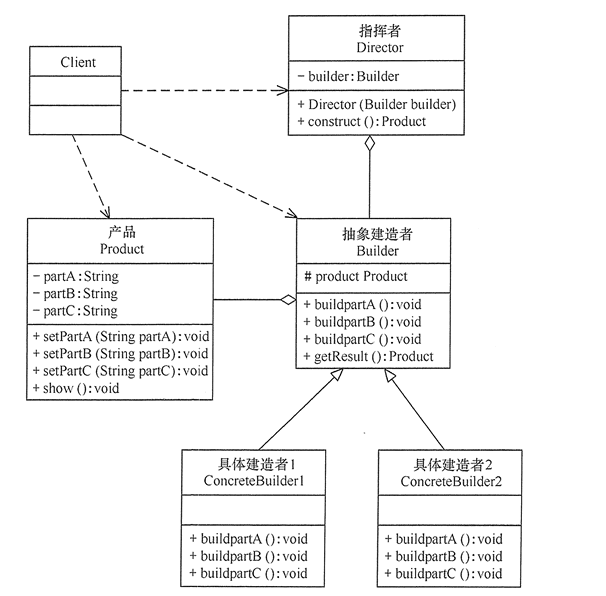 指挥者
Director
- builder:Builder
+ Director (Builder builder)
+ construct ():Product
Client
产品
Product
- partA:String
- partB:String
- partC:String
+ setPartA (String partA):void
+ setPartB (String partB):void
+ setPartC (String partC):void
+ show ():void
抽象建造者
Builder
# product Product
+ buildpartA ():void
+ buildpartB ():void
+ buildpartC ():void
+ getResult ():Product
具体建造者1
ConcreteBuilder1
+ buildpartA ():void
+ buildpartB ():void
+ buildpartC ():void
具体建造者2
ConcreteBuilder2
+ buildpartA ():void
+ buildpartB ():void
+ buildpartC ():void